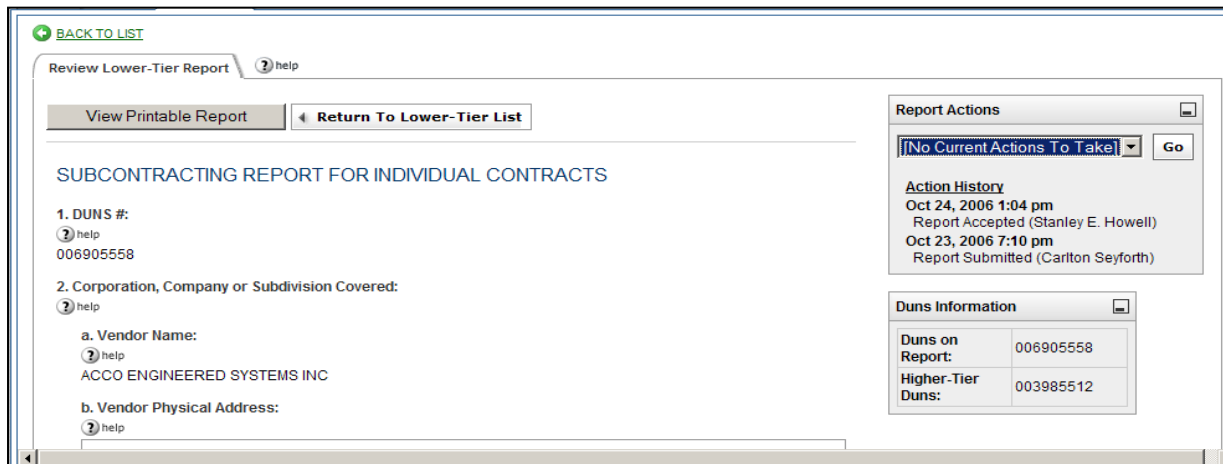 BACK TO LIST
Review Lower-Tier Report
help
View Printable Report
Return To Lower-Tier List
SUBCONTRACTING REPORT FOR INDIVIDUAL CONTRACTS
1. DUNS #:
help
006905558
2. Corporation, Company or Subdivision Covered:
help
a. Vendor Name:
help
ACCO ENGINEERED SYSTEMS INC
b. Vendor Physical Address:
help
Report Actions
[No Current Actions To Take]
Go
Action History
Oct 24, 2006 1:04 pm
Report Accepted (Stanley E. Howell)
Oct 23, 2006 7:10 pm
Report Submitted (Carlton Seyforth)
Duns Information
Duns on
Report:
006905558
Higher-Tier
Duns:
003985512